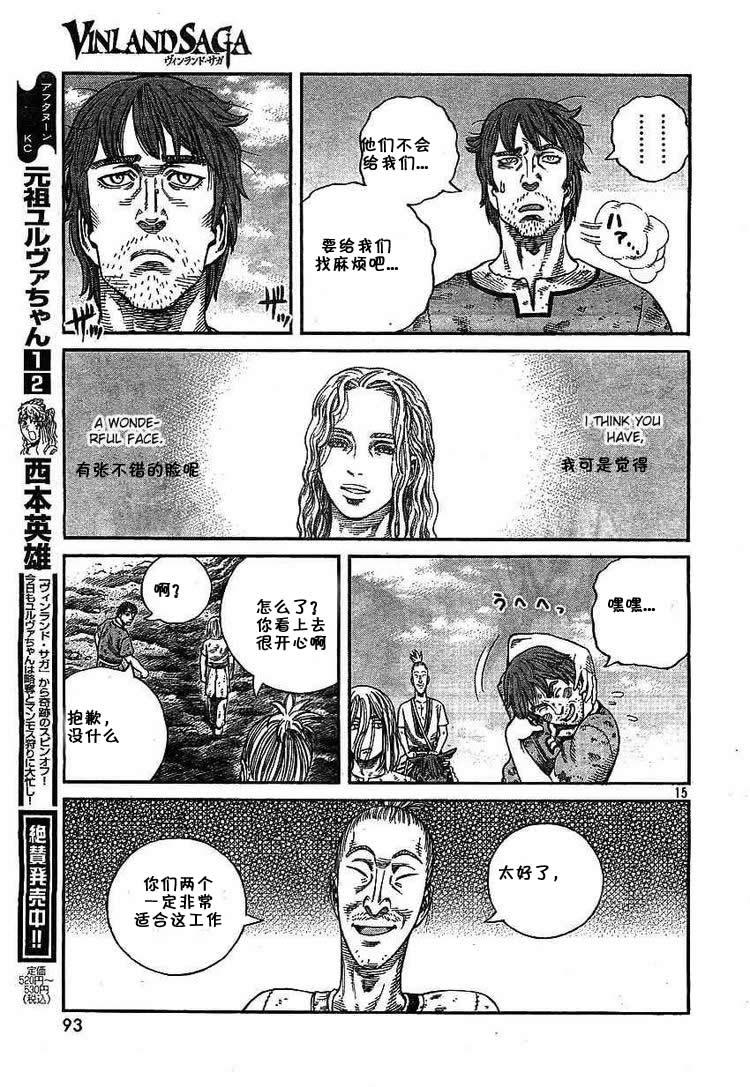 VINLAND SAGA
ヴィンランド・サガ
アフタヌーン
KC
元祖ユルヴァちゃん
1
2
西本英雄
「ヴィンランド・サガ」から奇跡のスピンオフ!
今日もユルヴァちゃんは略奪とマンモス狩りに大忙し!
絶賛発売中!!
定価
520円〜
530円
(税込)
………
ハァ…
他们不会
给我们…
要给我们
找麻烦吧…
I THINK YOU
HAVE,
我可是觉得
A WONDE-
RFUL FACE.
有张不错的脸呢
嘿嘿…
うへへっ
怎么了?
你看上去
很开心啊
啊?
抱歉,
没什么
15
太好了,
你们两个
一定非常
适合这工作
93